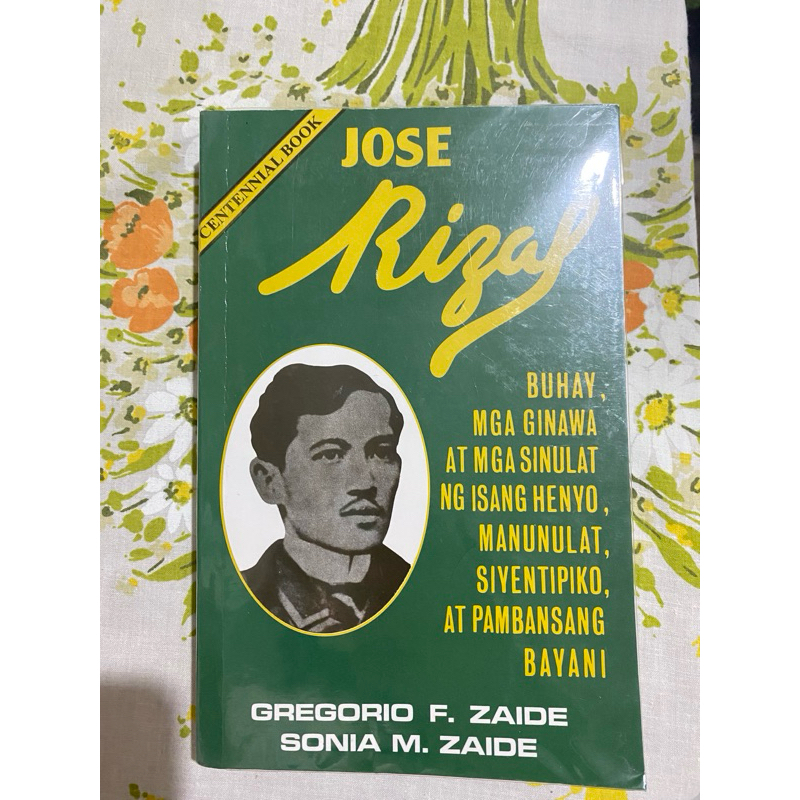 CENTENNIAL BOOK
JOSE
Rizal
BUHAY,
MGA GINAWA
AT MGA SINULAT
NG ISANG HENYO,
MANUNULAT,
SIYENTIPIKO,
AT PAMBANSANG
BAYANI
GREGORIO F. ZAIDE
SONIA M. ZAIDE